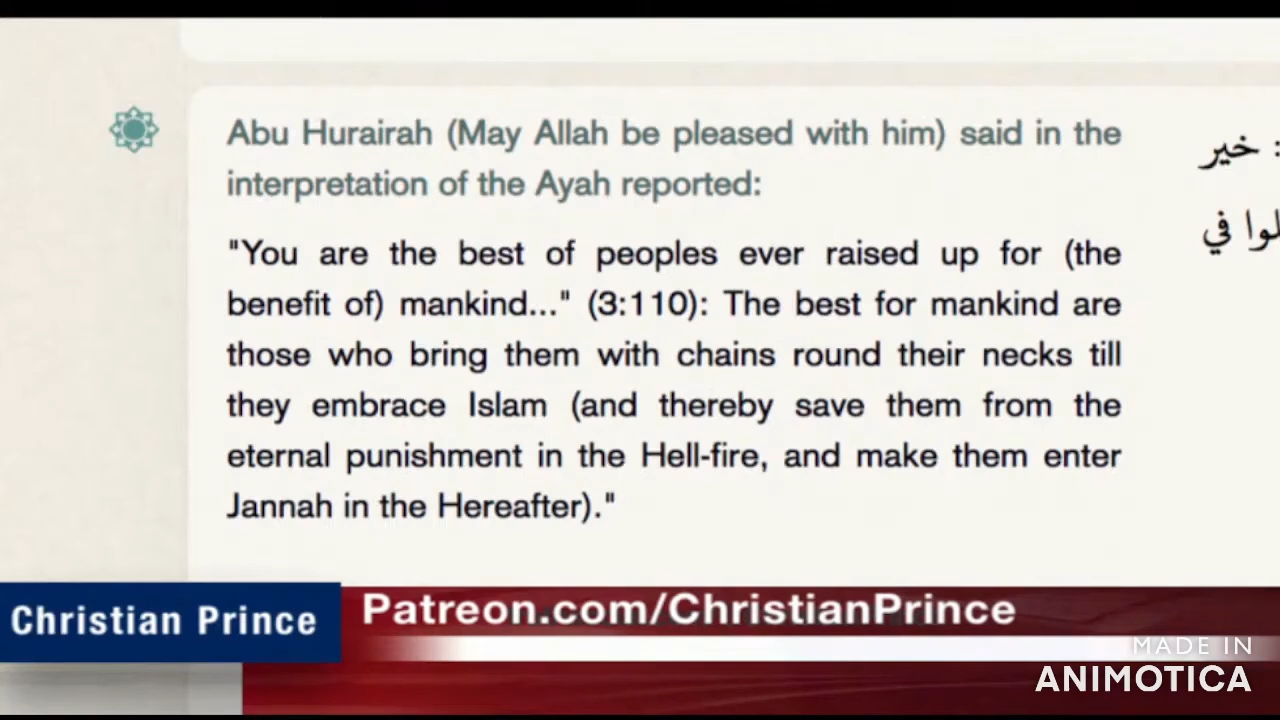 Abu Hurairah (May Allah be pleased with him) said in the
interpretation of the Ayah reported:
"You are the best of peoples ever raised up for (the
benefit of) mankind..." (3:110): The best for mankind are
those who bring them with chains round their necks till
they embrace Islam (and thereby save them from the
eternal punishment in the Hell-fire, and make them enter
Jannah in the Hereafter)."
: خير
في
Christian Prince
Patreon.com/ChristianPrince
MADE IN
ANIMOTICA